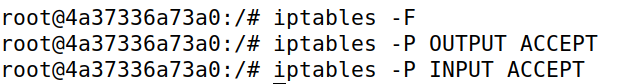 root@4a37336a73a0:/# iptables -F
root@4a37336a73a0:/# iptables -P OUTPUT ACCEPT
root@4a37336a73a0:/# iptables -P INPUT ACCEPT